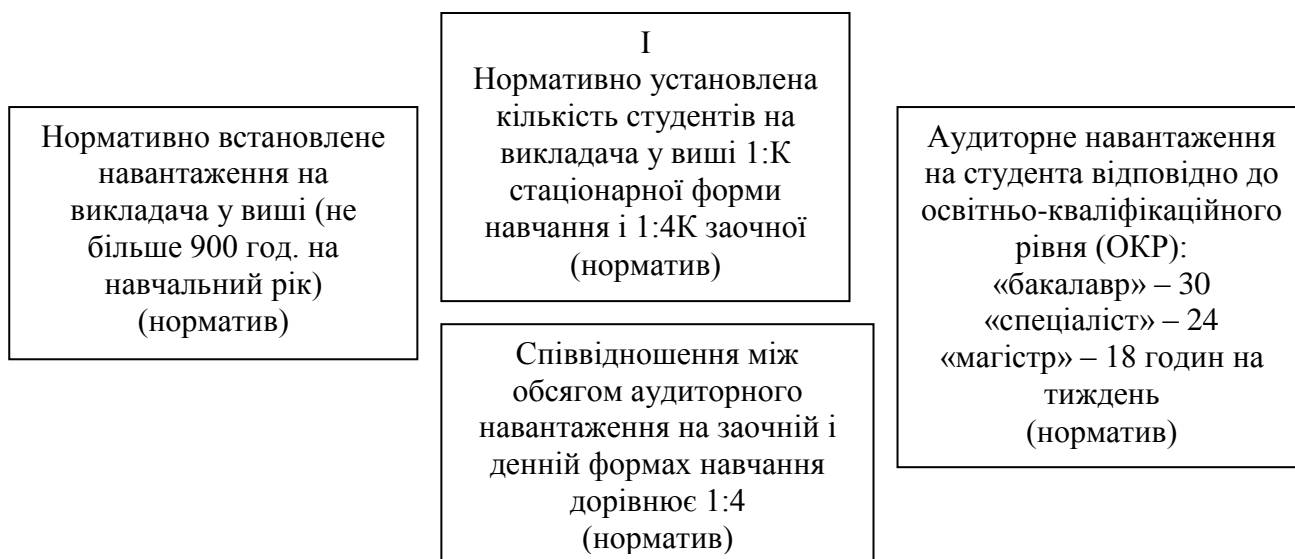 Нормативно встановлене
навантаження на
викладача у виші (не
більше 900 год. на
навчальний рік)
(норматив)
І
Нормативно установлена
кількість студентів на
викладача у виші 1:К
стаціонарної форми
навчання і 1:4К заочної
(норматив)
Співвідношення між
обсягом аудиторного
навантаження на заочній і
денній формах навчання
дорівнює 1:4
(норматив)
Аудиторне навантаження
на студента відповідно до
освітньо-кваліфікаційного
рівня (ОКР):
«бакалавр» – 30
«спеціаліст» – 24
«магістр» – 18 годин на
тиждень
(норматив)